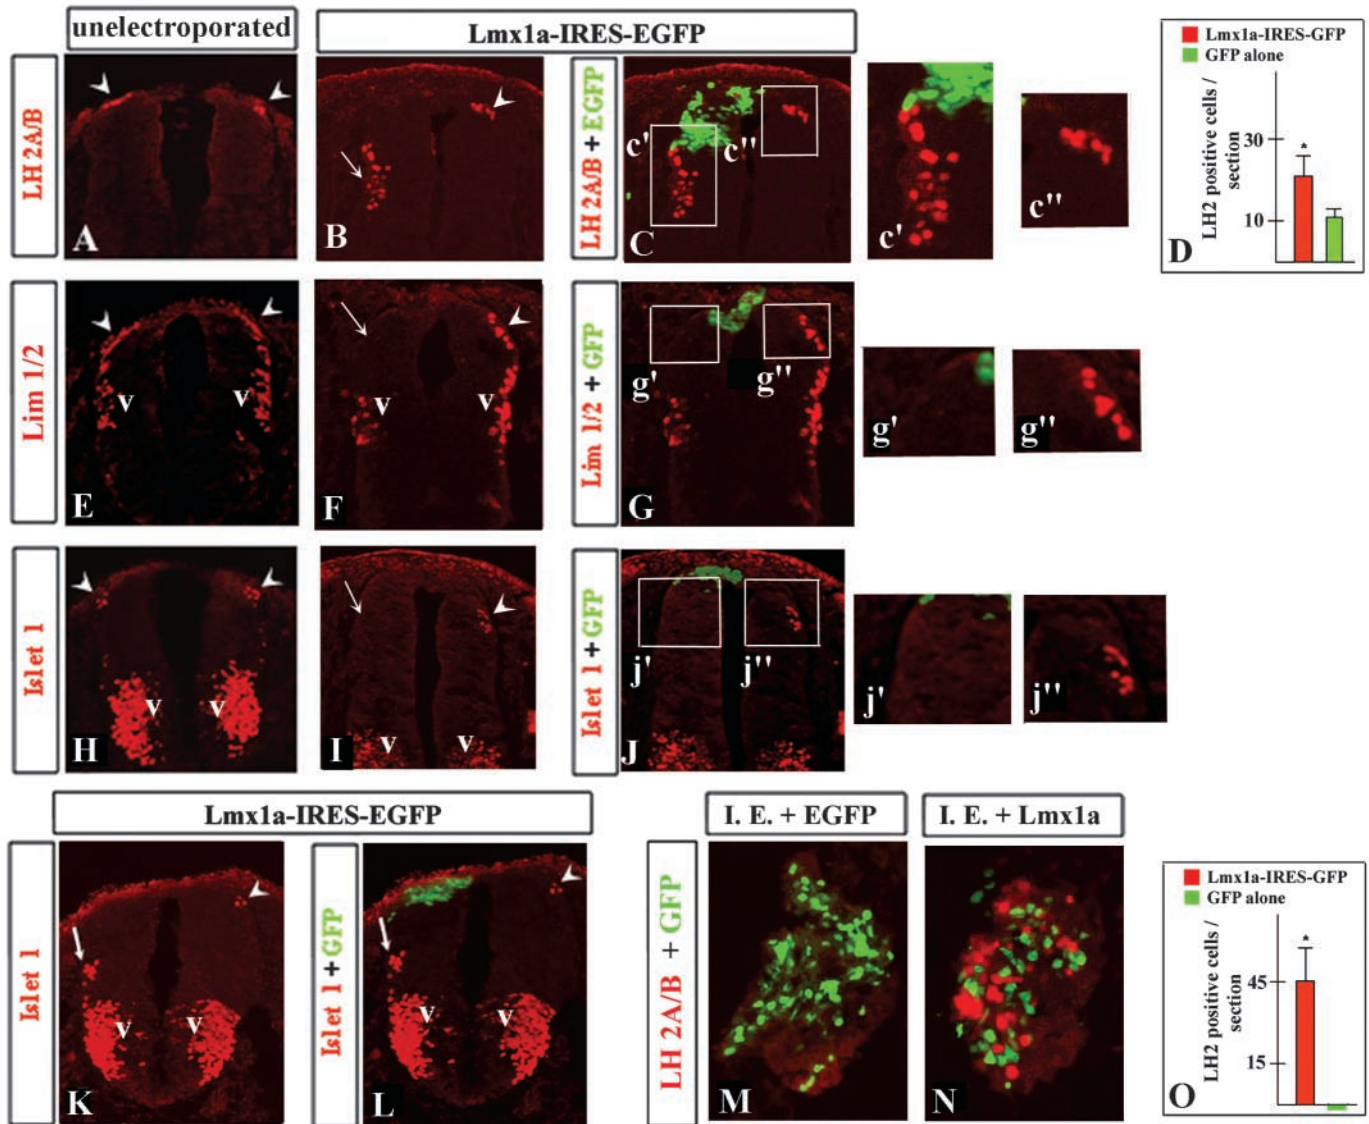 unelectroporated
Lmx1a-IRES-EGFP
LH2A/B
A
B
LH 2A/B + EGFP
c'
c''
C
c'
c''
Lmx1a-IRES-GFP
GFP alone
LH2 positive cells /
section
30
10
*
D
Lim 1/2
v
v
E
v
v
F
Lim 1/2 + GFP
g'
g''
G
g'
g''
Islet 1
v
v
H
v
v
I
Islet 1 + GFP
j'
j''
J
j'
j''
Lmx1a-IRES-EGFP
I. E. + EGFP
I. E. + Lmx1a
Islet 1
v
v
K
Islet 1 + GFP
v
v
L
LH 2A/B + GFP
M
N
Lmx1a-IRES-GFP
GFP alone
LH2 positive cells /
section
45
15
*
O